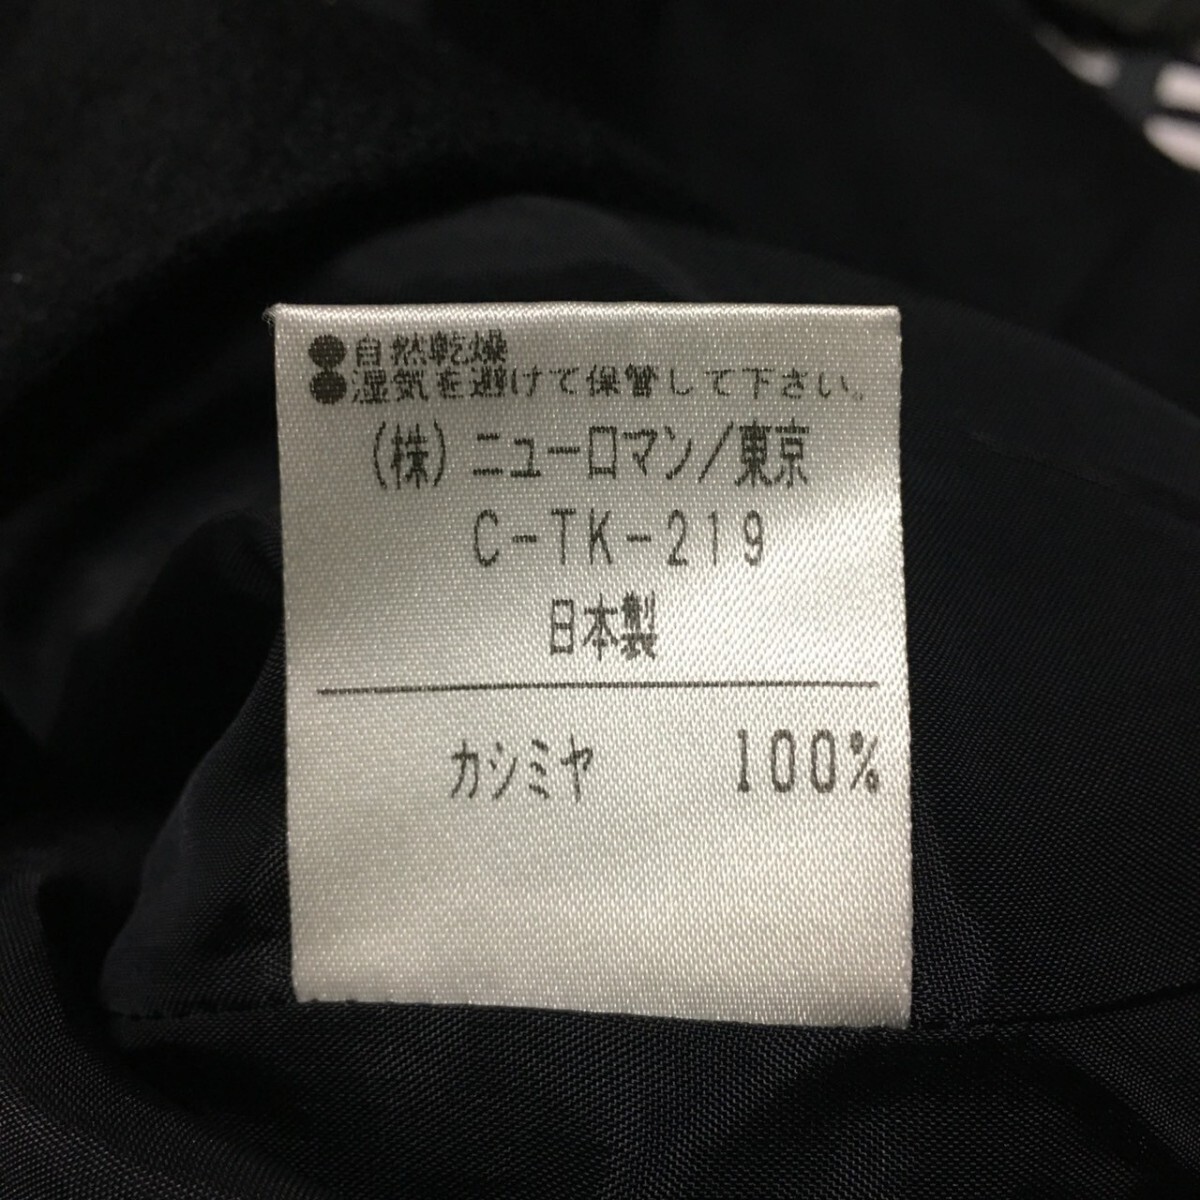 ●自然乾燥
●湿気を避けて保管して下さい。
(株)ニューロマン/東京
C-TK-219
日本製
カシミヤ 100%